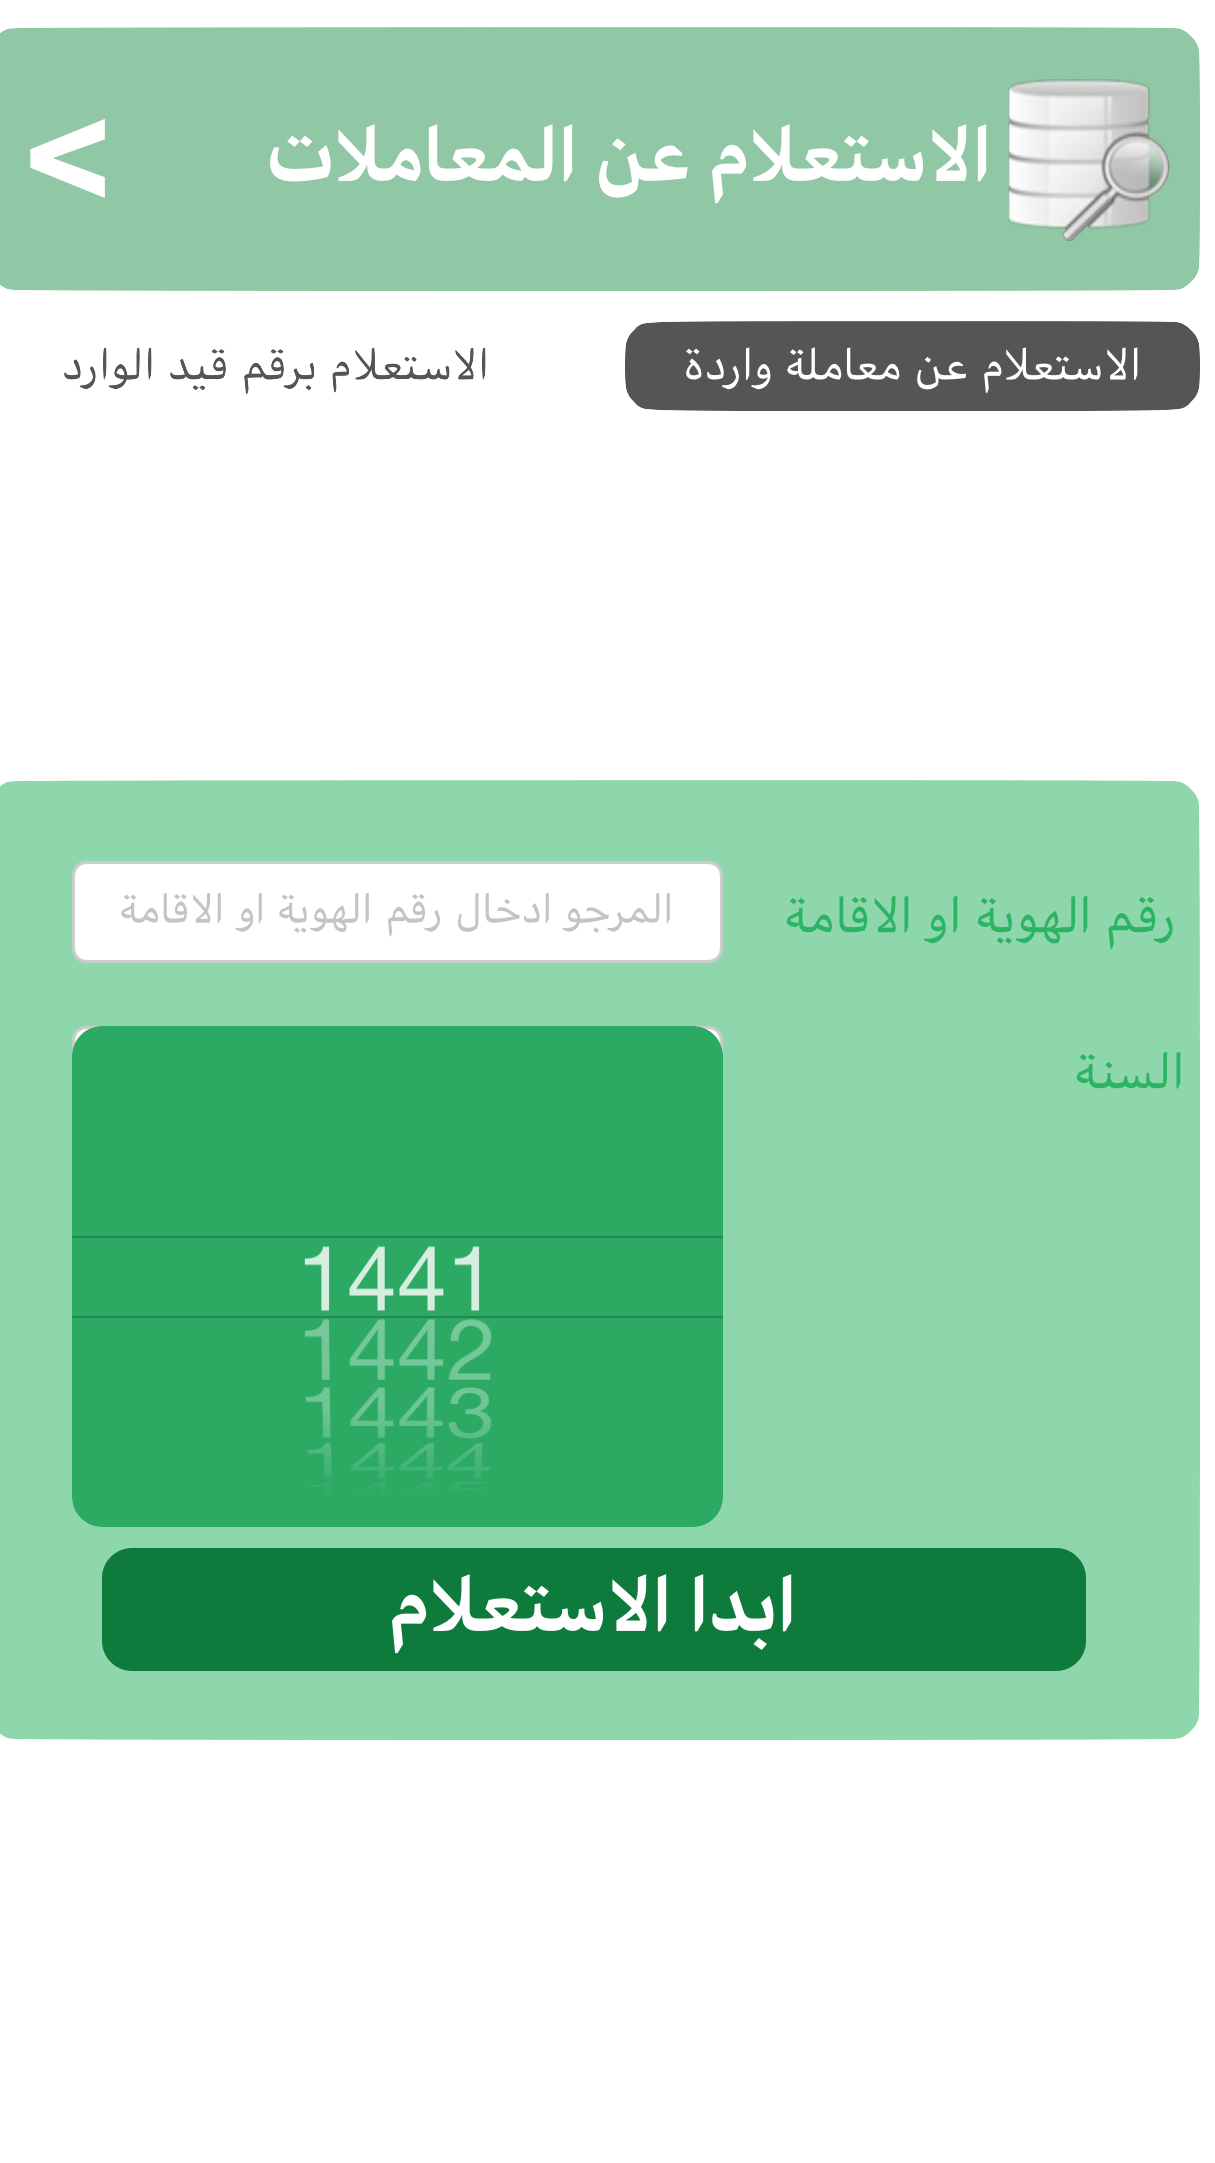 الاستعلام عن المعاملات <
الاستعلام عن معاملة واردة
الاستعلام برقم قيد الوارد
رقم الهوية او الاقامة
المرجو ادخال رقم الهوية او الاقامة
السنة
1441
1442
1443
1444
ابدا الاستعلام